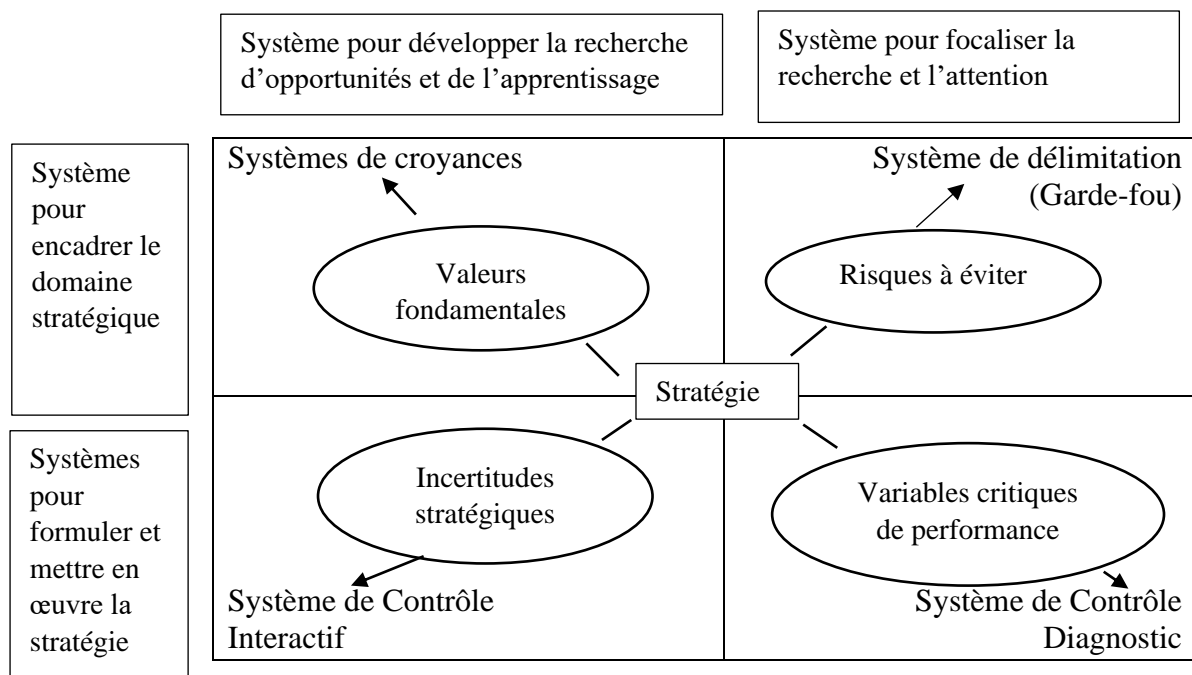 Système pour développer la recherche
d’opportunités et de l’apprentissage
Système pour focaliser la
recherche et l’attention
Système
pour
encadrer le
domaine
stratégique
Systèmes de croyances
Système de délimitation
(Garde-fou)
Valeurs
fondamentales
Risques à éviter
Stratégie
Systèmes
pour
formuler et
mettre en
œuvre la
stratégie
Incertitudes
stratégiques
Variables critiques
de performance
Système de Contrôle
Interactif
Système de Contrôle
Diagnostic